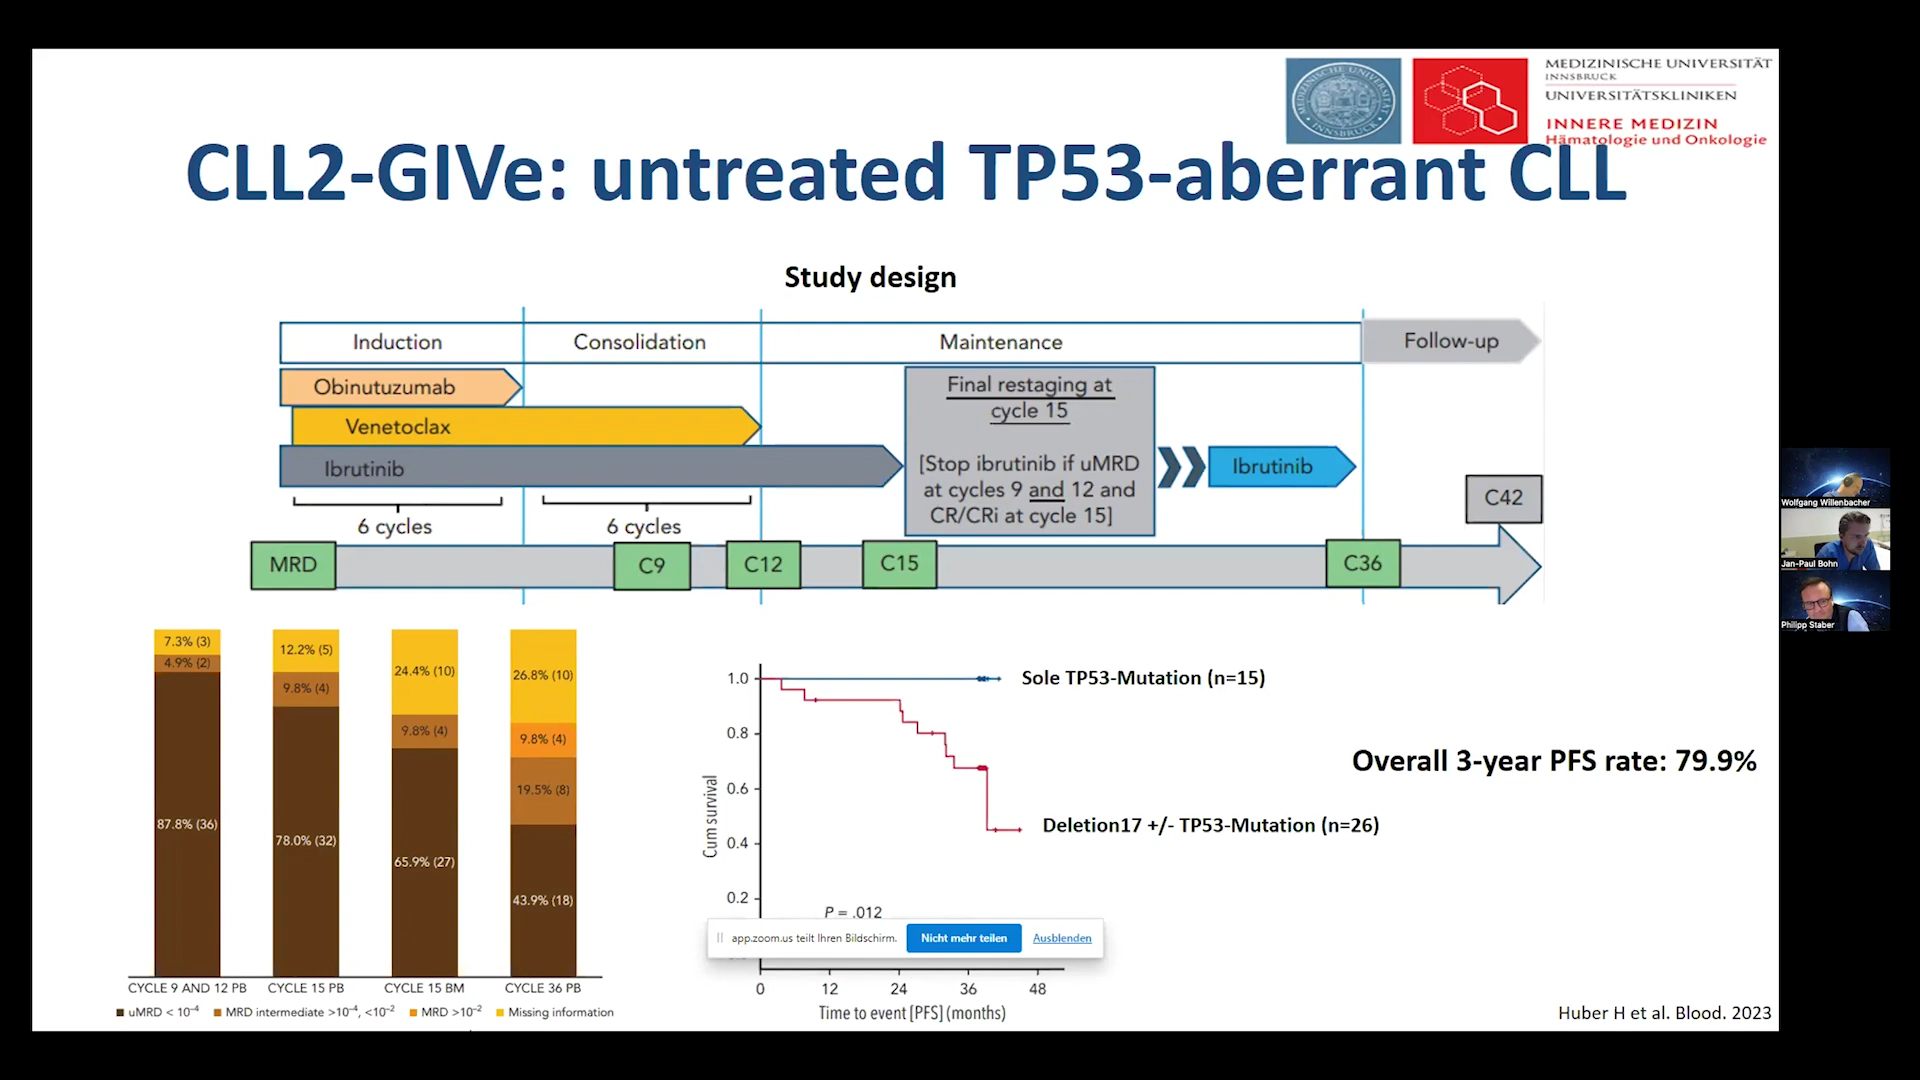 MEDIZINISCHE UNIVERSITÄT
INNSBRUCK
UNIVERSITÄTSKLINIKEN
INNERE MEDIZIN
Hämatologie und Onkologie
CLL2-GIVe: untreated TP53-aberrant CLL
Study design
Induction
Consolidation
Maintenance
Follow-up
Obinutuzumab
Venetoclax
Ibrutinib
Final restaging at
cycle 15
[Stop ibrutinib if uMRD
at cycles 9 and 12 and
CR/CRi at cycle 15]
Ibrutinib
6 cycles
6 cycles
C42
MRD
C9
C12
C15
C36
7.3% (3)
4.9% (2)
87.8% (36)
12.2% (5)
9.8% (4)
78.0% (32)
24.4% (10)
9.8% (4)
65.9% (27)
26.8% (10)
9.8% (4)
19.5% (8)
43.9% (18)
CYCLE 9 AND 12 PB
CYCLE 15 PB
CYCLE 15 BM
CYCLE 36 PB
uMRD < 10⁻⁴
MRD intermediate >10⁻⁴, <10⁻²
MRD >10⁻²
Missing information
Cum survival
1.0
0.8
0.6
0.4
0.2
Sole TP53-Mutation (n=15)
Deletion17 +/- TP53-Mutation (n=26)
P = .012
0 12 24 36 48
Time to event [PFS] (months)
Overall 3-year PFS rate: 79.9%
Huber H et al. Blood. 2023
app.zoom.us teilt Ihren Bildschirm.
Nicht mehr teilen
Ausblenden
Wolfgang Willenbacher
Jan-Paul Bohn
Philipp Staber